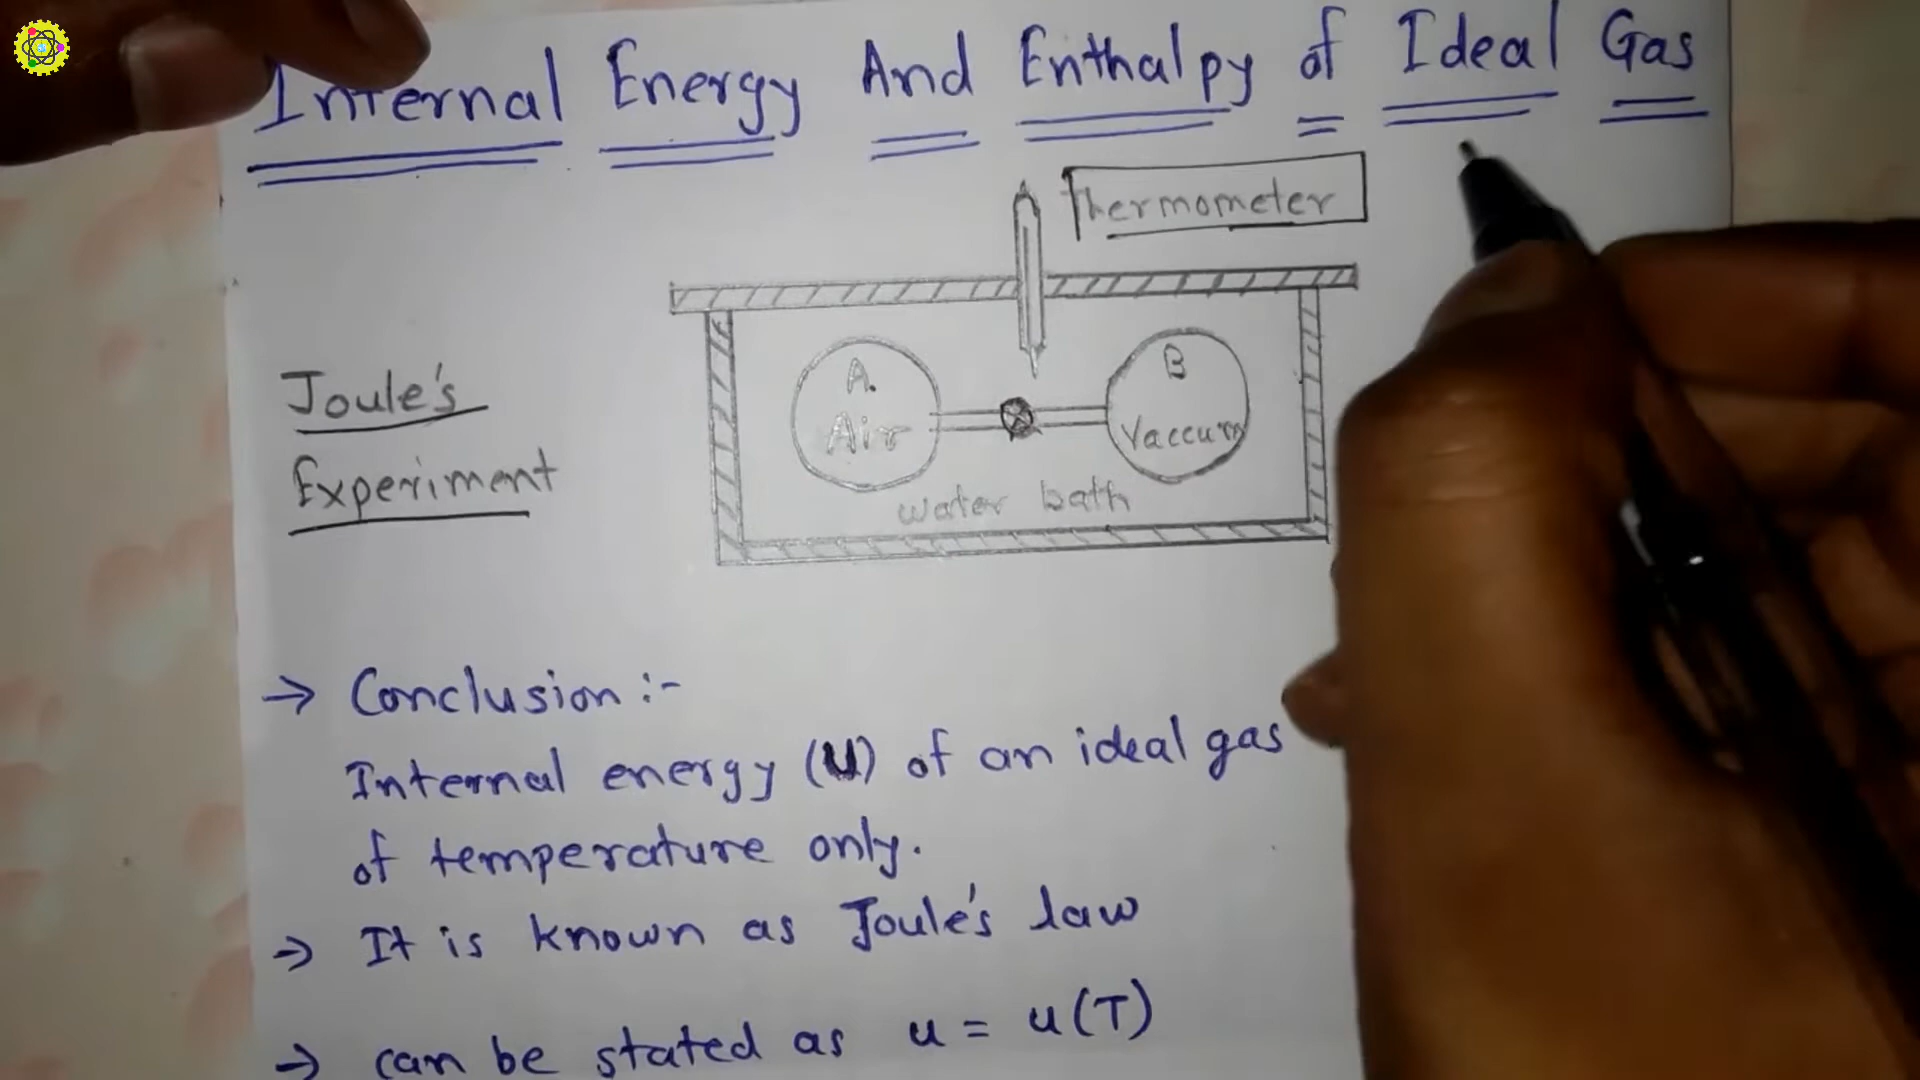 Internal Energy And Enthalpy of Ideal Gas
Thermometer
A.
Air
B
Vaccum
water bath
Joule's
Experiment
→ Conclusion :-
Internal energy (U) of an ideal gas
of temperature only.
→ It is known as Joule's law
→ can be stated as u = u(T)